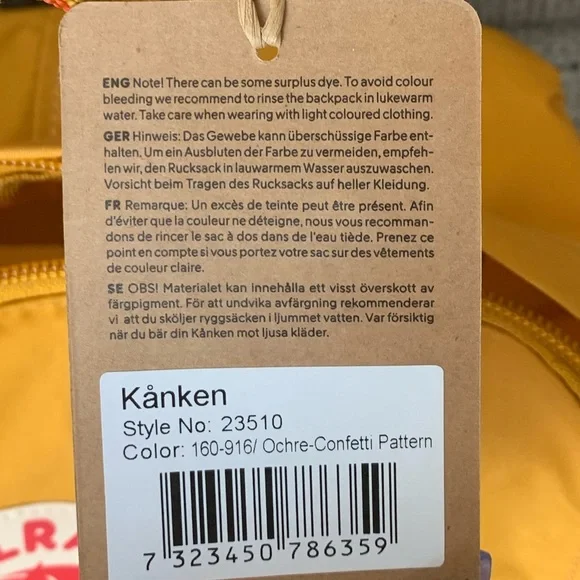 ENG Note! There can be some surplus dye. To avoid colour
bleeding we recommend to rinse the backpack in lukewarm
water. Take care when wearing with light coloured clothing.
GER Hinweis: Das Gewebe kann überschüssige Farbe ent-
halten. Um ein Ausbluten der Farbe zu vermeiden, empfeh-
len wir, den Rucksack in lauwarmem Wasser auszuwaschen.
Vorsicht beim Tragen des Rucksacks auf heller Kleidung.
FR Remarque: Un excès de teinte peut être présent. Afin
d'éviter que la couleur ne déteigne, nous vous recomman-
dons de rincer le sac à dos dans de l'eau tiède. Prenez ce
point en compte si vous portez votre sac sur des vêtements
de couleur claire.
SE OBS! Materialet kan innehålla ett visst överskott av
färgpigment. För att undvika avfärgning rekommenderar
vi att du sköljer ryggsäcken i ljummet vatten. Var försiktig
när du bär din Kånken mot ljusa kläder.
Kånken
Style No: 23510
Color: 160-916/ Ochre-Confetti Pattern
7 323450 786359